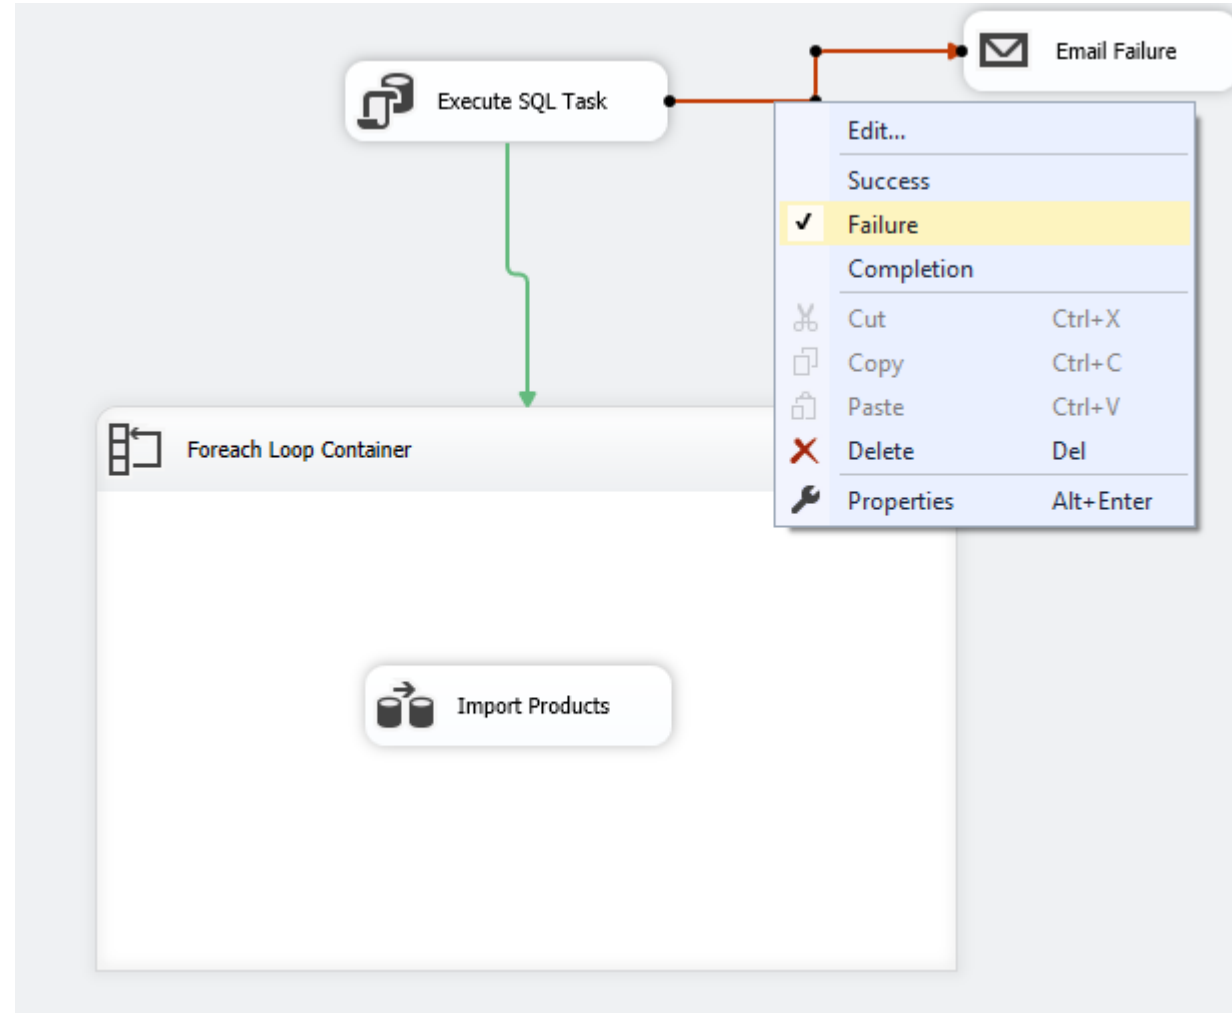 Email Failure
Execute SQL Task
Edit...
Success
Failure
Completion
Cut Ctrl+X
Copy Ctrl+C
Paste Ctrl+V
Delete Del
Properties Alt+Enter
Foreach Loop Container
Import Products